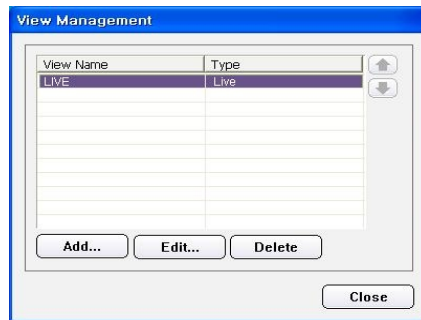 View Management
View Name Type
LIVE Live
Add... Edit... Delete
Close